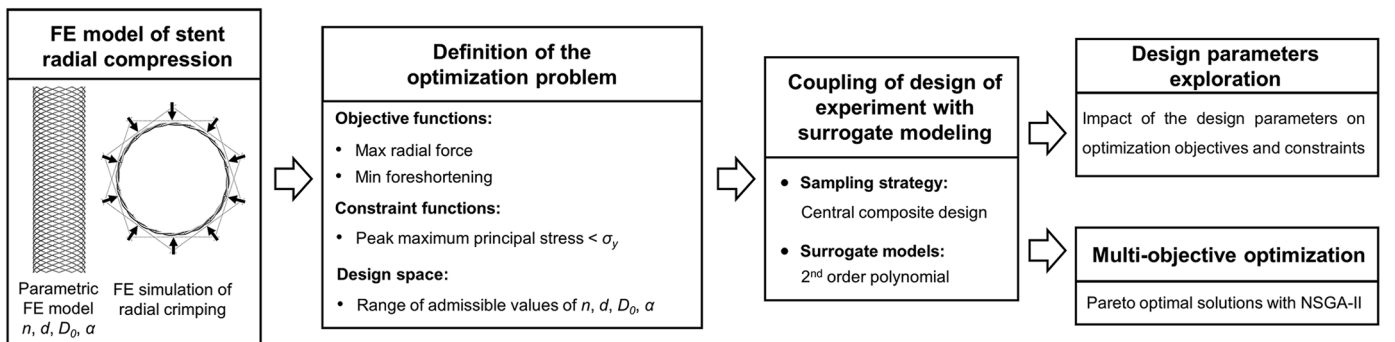 FE model of stent
radial compression
Parametric
FE model
n, d, D₀, α
FE simulation of
radial crimping
Definition of the
optimization problem
Objective functions:
• Max radial force
• Min foreshortening
Constraint functions:
• Peak maximum principal stress < σᵧ
Design space:
• Range of admissible values of n, d, D₀, α
Coupling of design of
experiment with
surrogate modeling
• Sampling strategy:
Central composite design
• Surrogate models:
2ⁿᵈ order polynomial
Design parameters
exploration
Impact of the design parameters on
optimization objectives and constraints
Multi-objective optimization
Pareto optimal solutions with NSGA-II